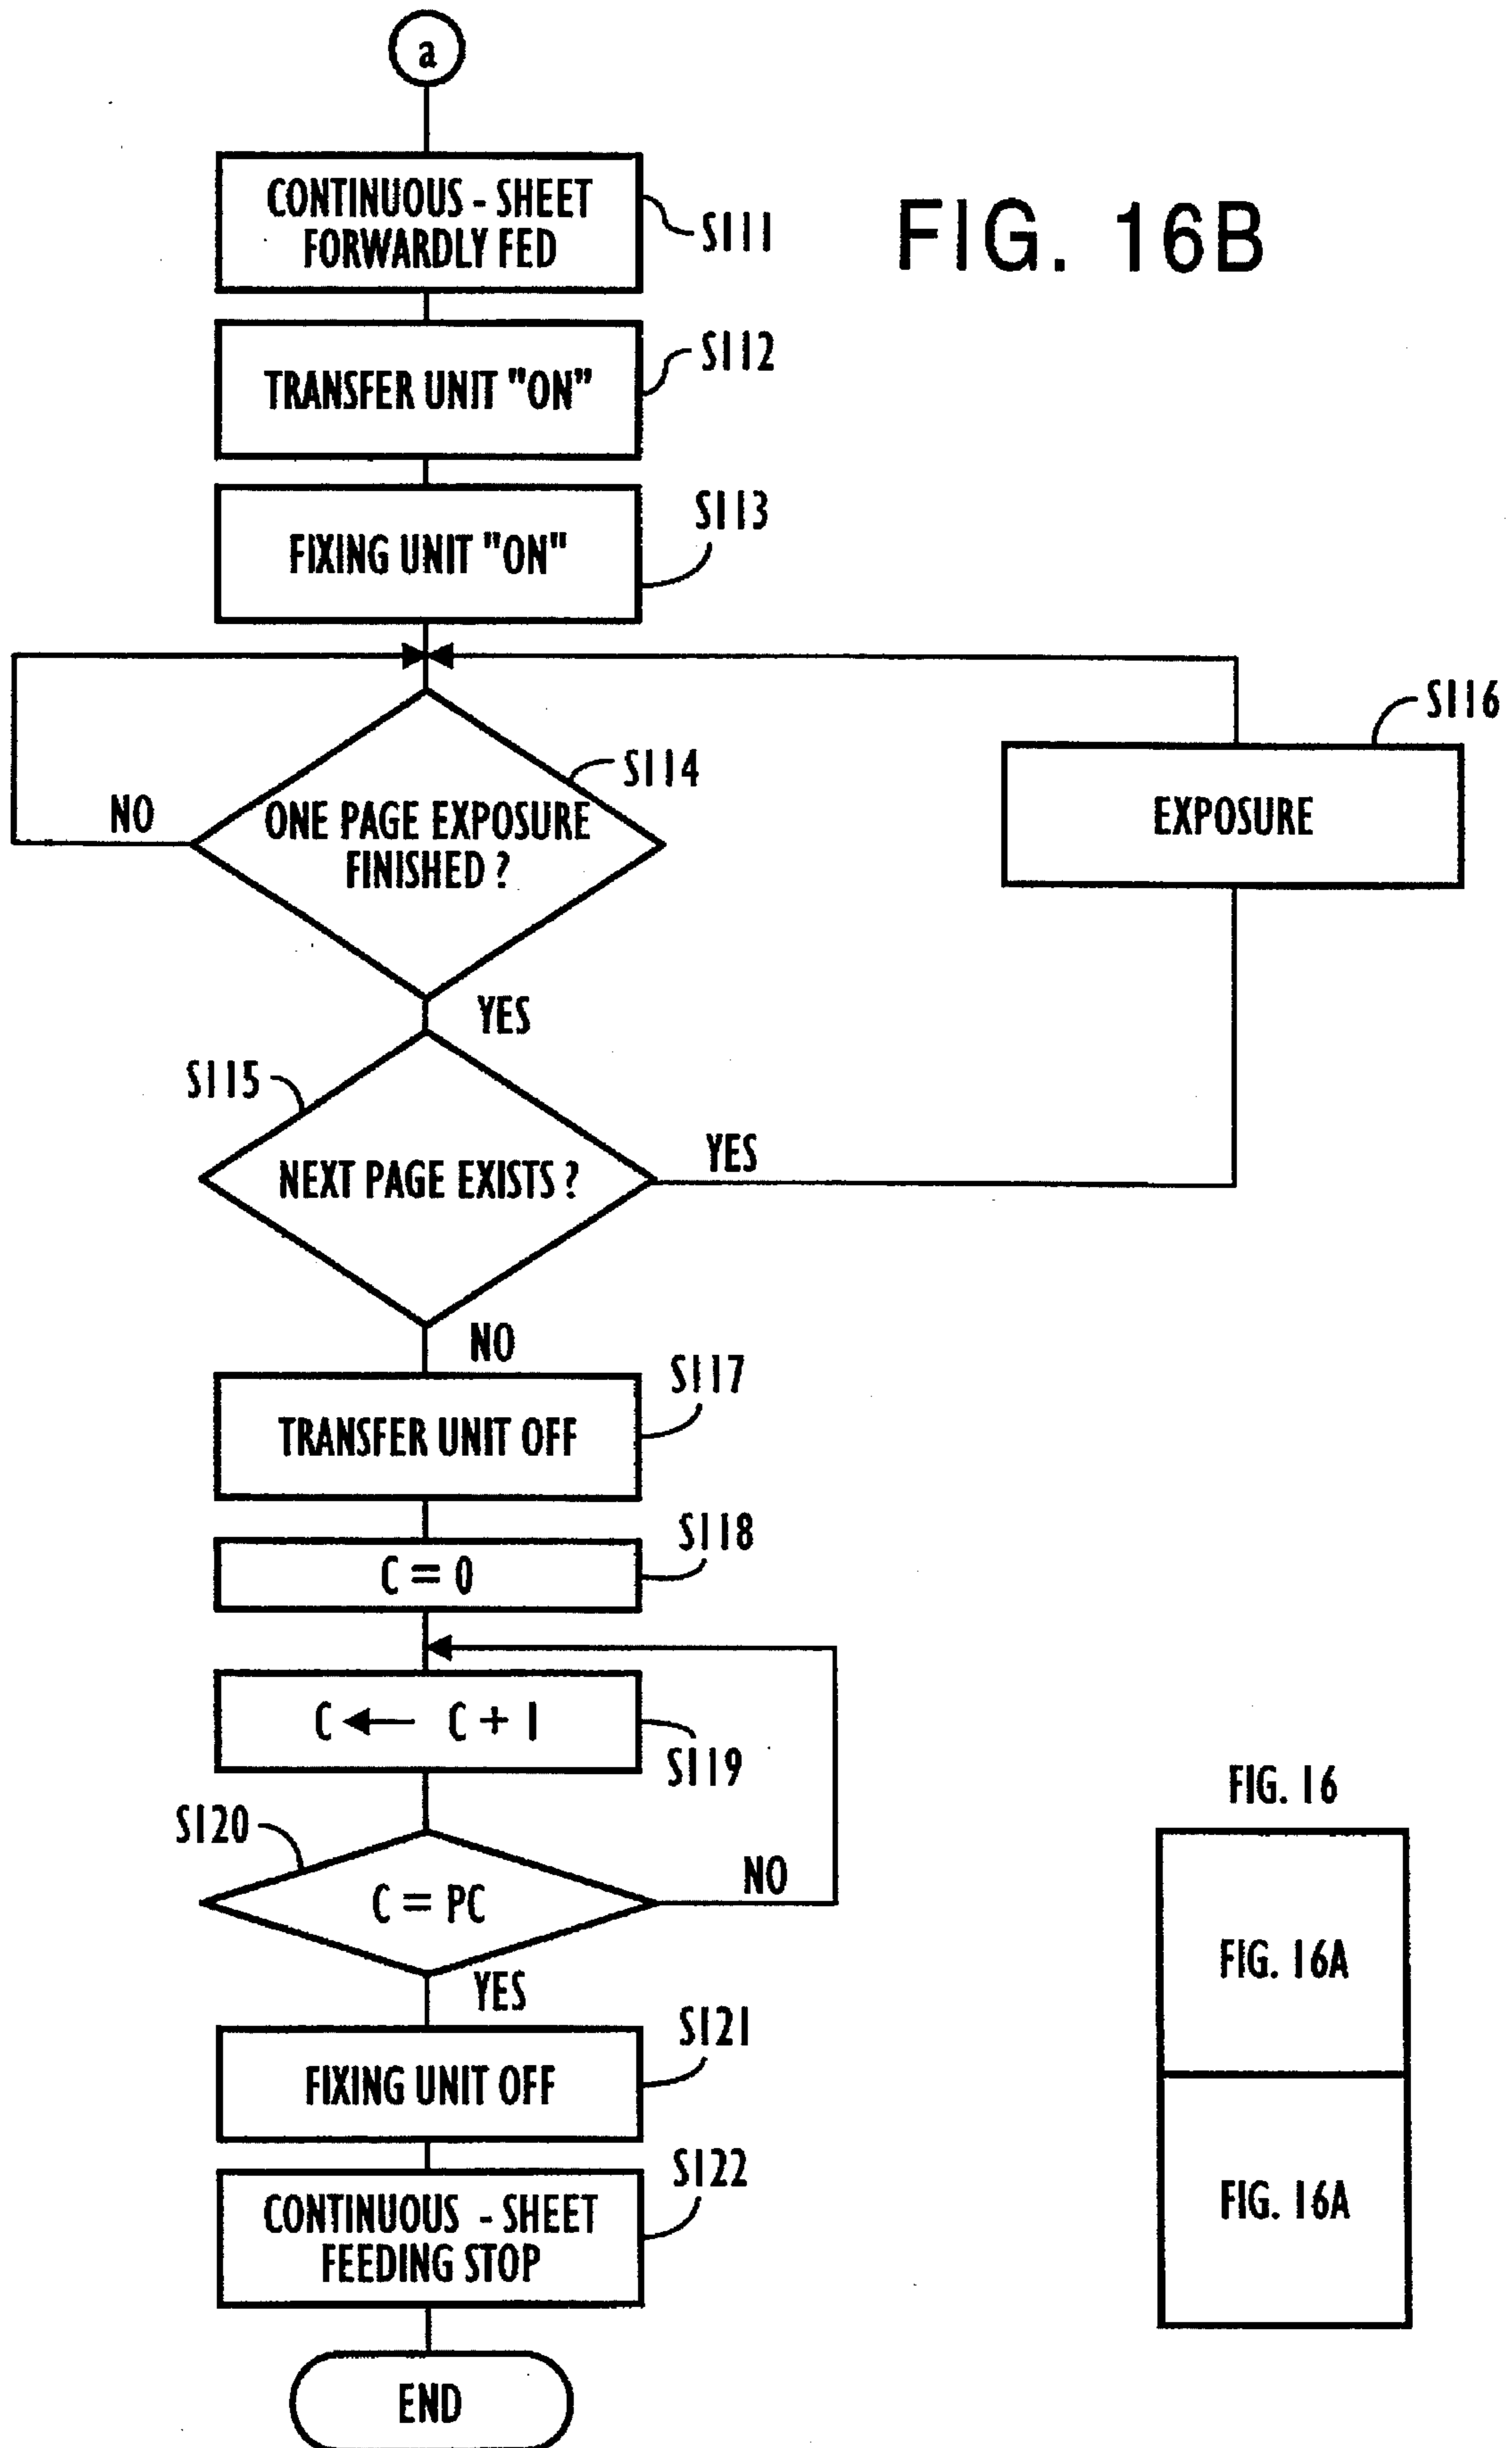 a
CONTINUOUS - SHEET
FORWARDLY FED
S111
FIG. 16B
TRANSFER UNIT "ON"
S112
FIXING UNIT "ON"
S113
S114
ONE PAGE EXPOSURE
FINISHED ?
NO
YES
S116
EXPOSURE
S115
NEXT PAGE EXISTS ?
YES
NO
S117
TRANSFER UNIT OFF
S118
C = 0
C ← C + 1
S119
S120
C = PC
NO
YES
S121
FIXING UNIT OFF
S122
CONTINUOUS - SHEET
FEEDING STOP
END
FIG. 16
FIG. 16A
FIG. 16A